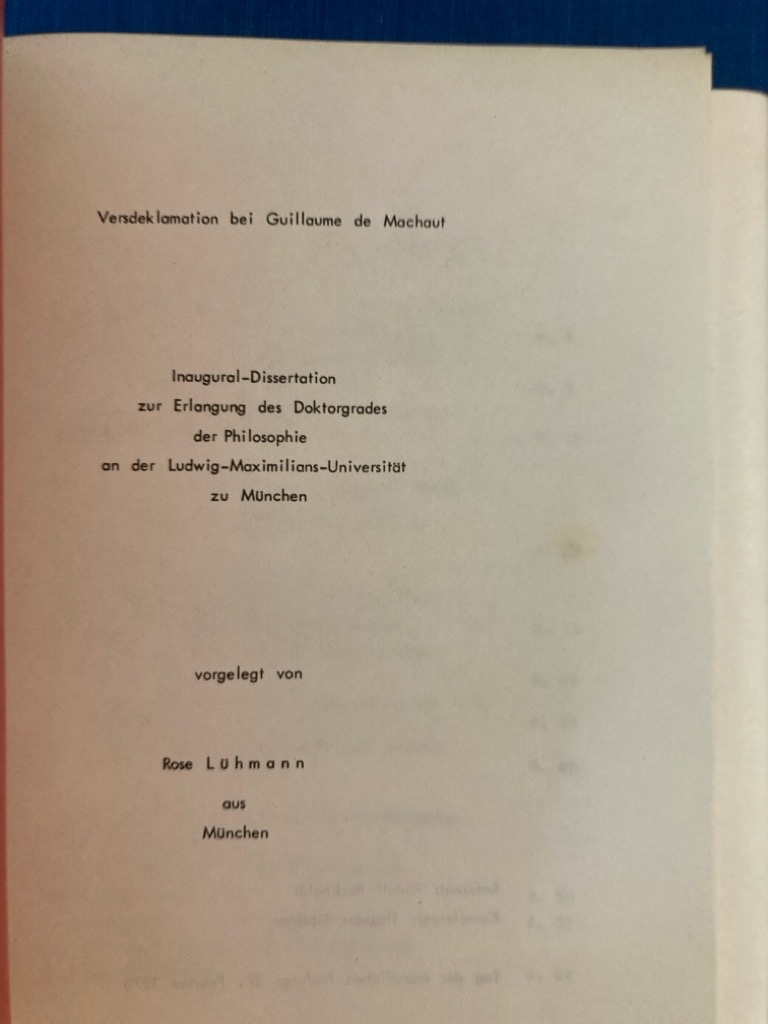 Versdeklamation bei Guillaume de Machaut
Inaugural-Dissertation
zur Erlangung des Doktorgrades
der Philosophie
an der Ludwig-Maximilians-Universität
zu München
vorgelegt von
Rose Lühmann
aus
München